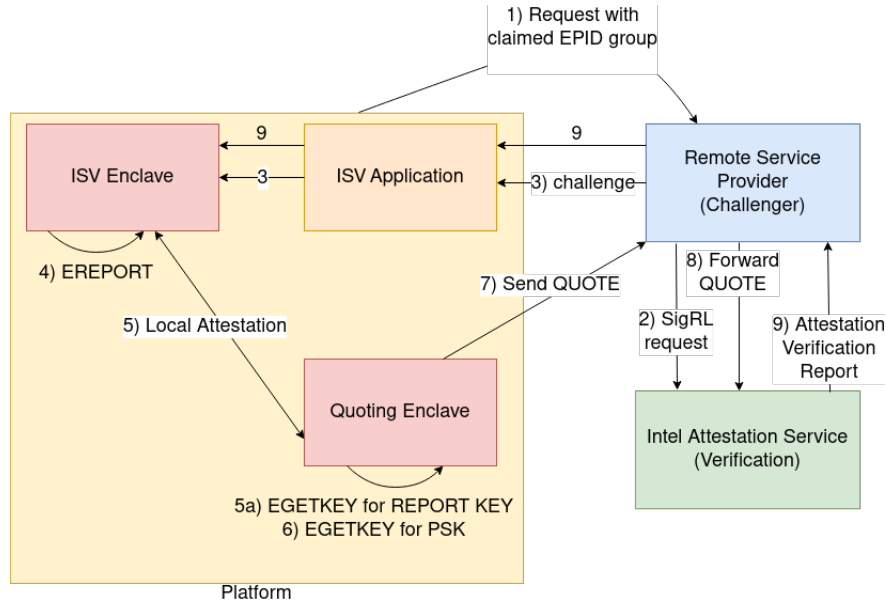 1) Request with
claimed EPID group
9
9
ISV Enclave
ISV Application
Remote Service
Provider
(Challenger)
3
3) challenge
4) EREPORT
7) Send QUOTE
8) Forward
QUOTE
5) Local Attestation
2) SigRL
request
9) Attestation
Verification
Report
Quoting Enclave
Intel Attestation Service
(Verification)
5a) EGETKEY for REPORT KEY
6) EGETKEY for PSK
Platform